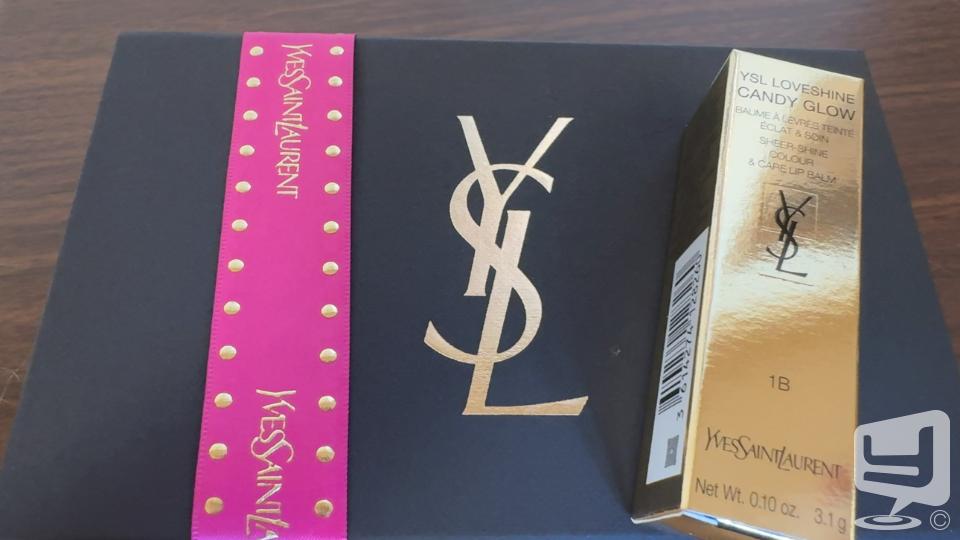 YVESSAINTLAURENT
YVESSAINTLA
YSL
YSL LOVESHINE
CANDY GLOW
BAUME À LÈVRES TEINTÉ
ÉCLAT & SOIN
SHEER-SHINE
COLOUR
& CARE LIP BALM
YSL
1B
YVESSAINTLAURENT
Net Wt. 0.10 oz. 3.1 g
©